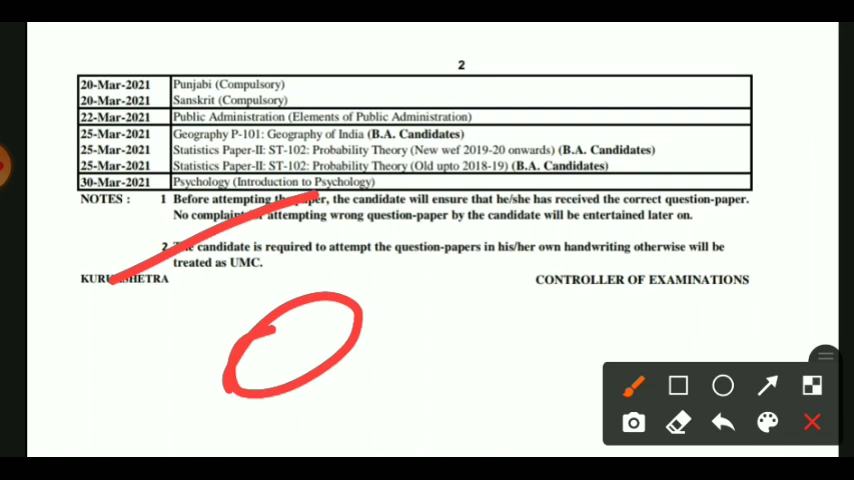 2
20-Mar-2021 Punjabi (Compulsory)
20-Mar-2021 Sanskrit (Compulsory)
22-Mar-2021 Public Administration (Elements of Public Administration)
25-Mar-2021 Geography P-101: Geography of India (B.A. Candidates)
25-Mar-2021 Statistics Paper-II: ST-102: Probability Theory (New wef 2019-20 onwards) (B.A. Candidates)
25-Mar-2021 Statistics Paper-II: ST-102: Probability Theory (Old upto 2018-19) (B.A. Candidates)
30-Mar-2021 Psychology (Introduction to Psychology)
NOTES : 1 Before attempting the paper, the candidate will ensure that he/she has received the correct question-paper.
No complaint attempting wrong question-paper by the candidate will be entertained later on.
2 The candidate is required to attempt the question-papers in his/her own handwriting otherwise will be
treated as UMC.
KURUKSHETRA CONTROLLER OF EXAMINATIONS